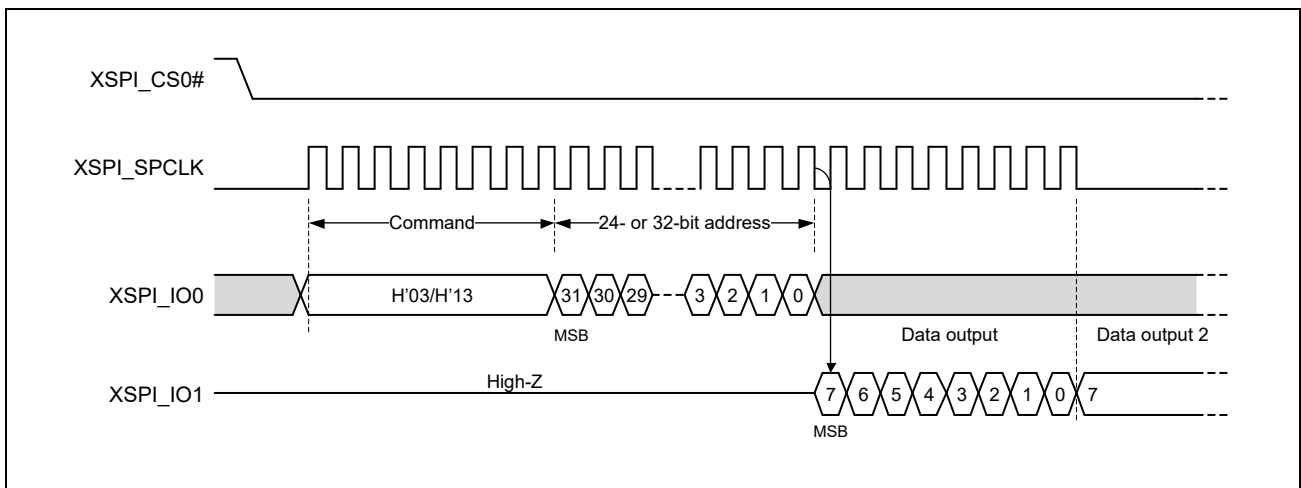 XSPI_CS0#
XSPI_SPCLK
Command
24- or 32-bit address
XSPI_IO0
H'03/H'13
31 30 29 3 2 1 0
MSB
Data output
Data output 2
XSPI_IO1
High-Z
7 6 5 4 3 2 1 0 7
MSB